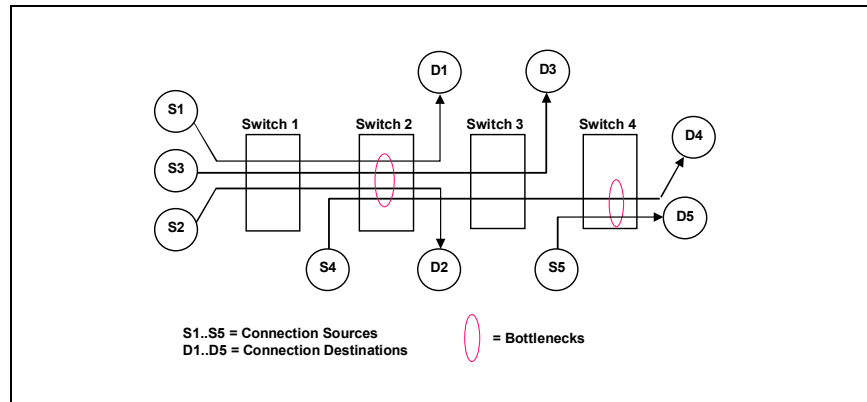 D1
D3
S1
Switch 1
Switch 2
Switch 3
Switch 4
D4
S3
S2
D5
S4
D2
S5
S1..S5 = Connection Sources
D1..D5 = Connection Destinations
= Bottlenecks